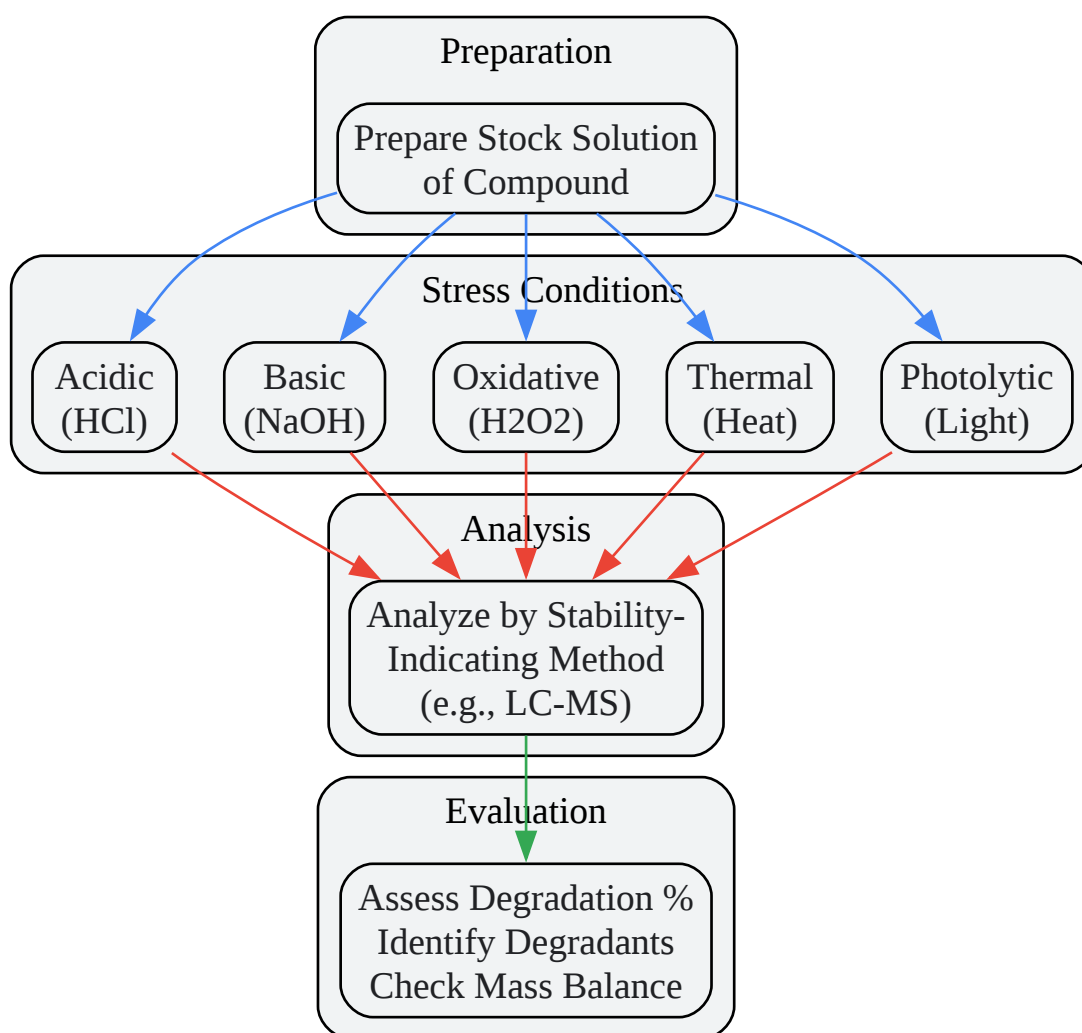 Preparation
Prepare Stock Solution
of Compound
Stress Conditions
Acidic
(HCl)
Basic
(NaOH)
Oxidative
(H2O2)
Thermal
(Heat)
Photolytic
(Light)
Analysis
Analyze by Stability-
Indicating Method
(e.g., LC-MS)
Evaluation
Assess Degradation %
Identify Degradants
Check Mass Balance